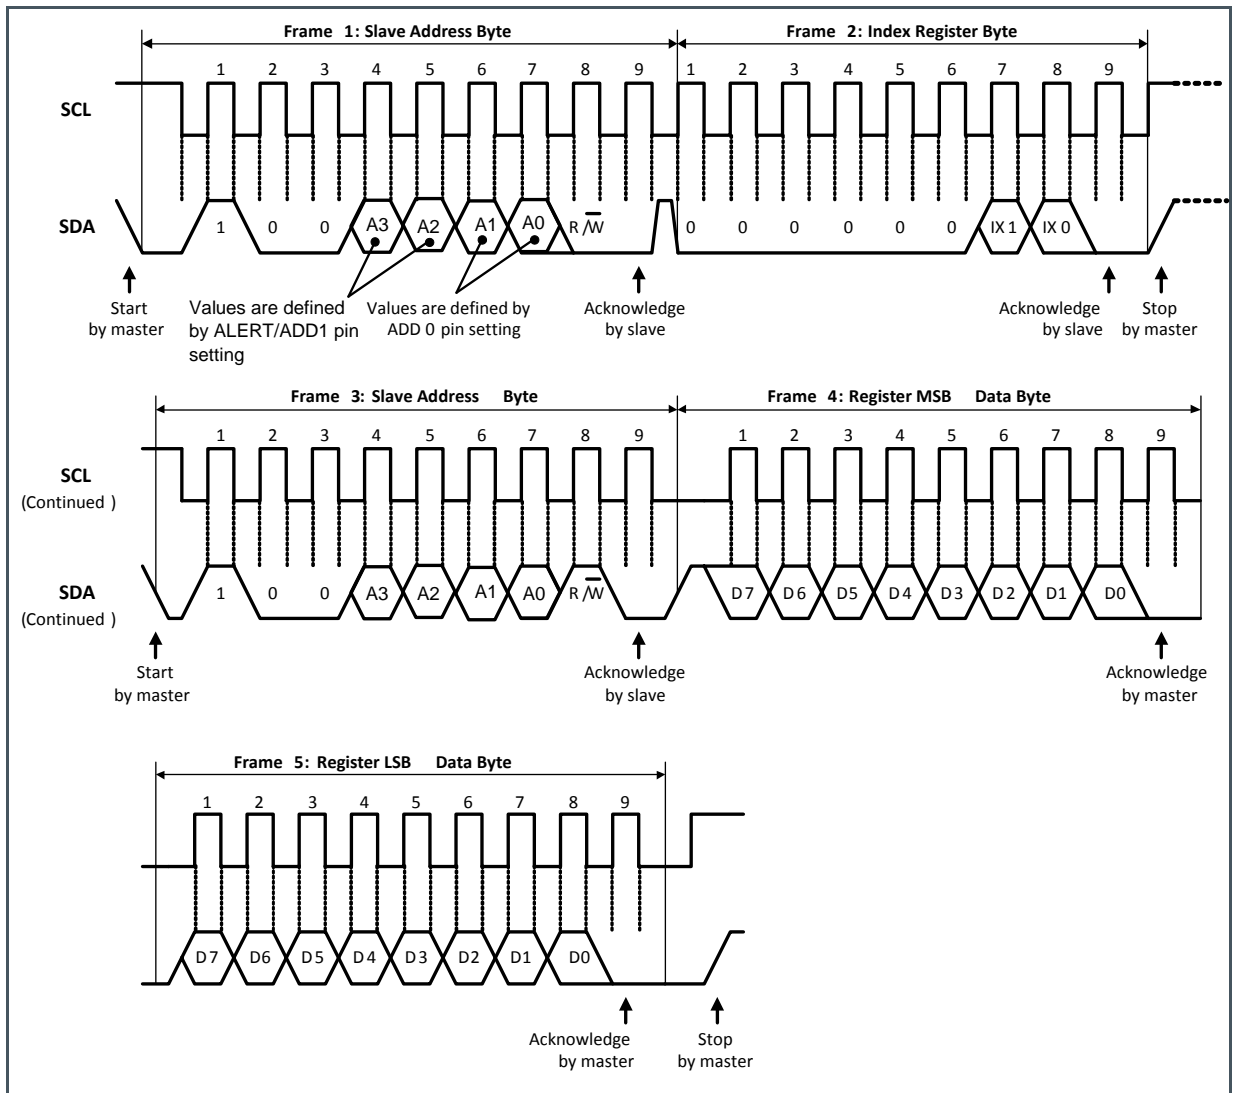 Frame 1: Slave Address Byte Frame 2: Index Register Byte
1 2 3 4 5 6 7 8 9 1 2 3 4 5 6 7 8 9
SCL
SDA 1 0 0 A3 A2 A1 A0 R/W̅ 0 0 0 0 0 0 IX1 IX0
Start by master
Values are defined
by ALERT/ADD1 pin
setting
Values are defined by
ADD 0 pin setting
Acknowledge
by slave
Acknowledge
by slave
Stop
by master
Frame 3: Slave Address Byte Frame 4: Register MSB Data Byte
1 2 3 4 5 6 7 8 9 1 2 3 4 5 6 7 8 9
SCL
(Continued )
SDA 1 0 0 A3 A2 A1 A0 R/W̅ D7 D6 D5 D4 D3 D2 D1 D0
(Continued )
Start
by master
Acknowledge
by slave
Acknowledge
by master
Frame 5: Register LSB Data Byte
1 2 3 4 5 6 7 8 9
D7 D6 D5 D4 D3 D2 D1 D0
Acknowledge
by master
Stop
by master